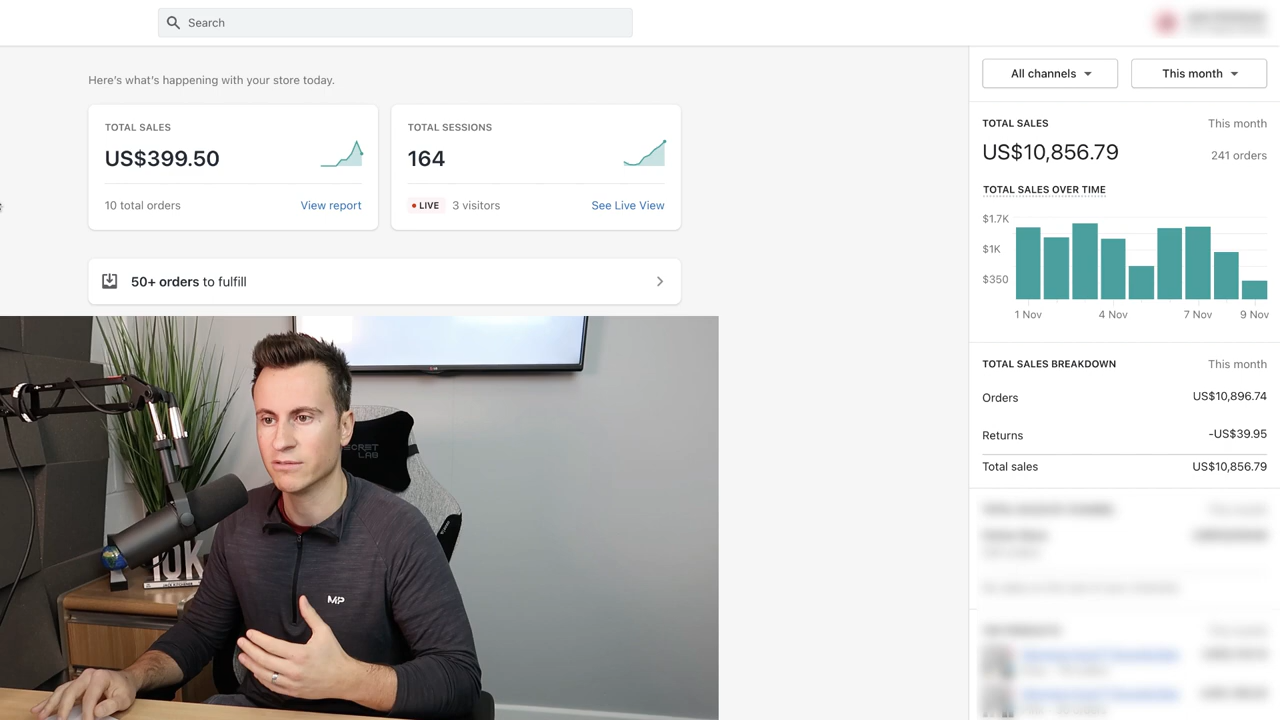 Search
Here's what's happening with your store today.
TOTAL SALES
US$399.50
10 total orders
View report
TOTAL SESSIONS
164
LIVE
3 visitors
See Live View
50+ orders to fulfill
All channels
This month
TOTAL SALES
This month
US$10,856.79
241 orders
TOTAL SALES OVER TIME
$1.7K
$1K
$350
1 Nov
4 Nov
7 Nov
9 Nov
TOTAL SALES BREAKDOWN
This month
Orders
US$10,896.74
Returns
-US$39.95
Total sales
US$10,856.79
SECRET
LAB
10K
MP